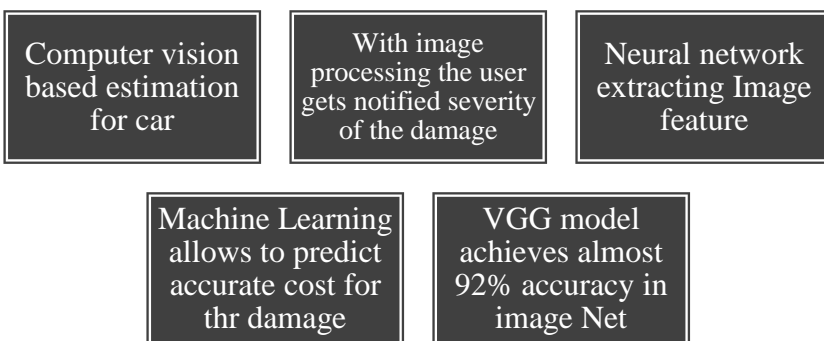 Computer vision
based estimation
for car
With image
processing the user
gets notified severity
of the damage
Neural network
extracting Image
feature
Machine Learning
allows to predict
accurate cost for
thr damage
VGG model
achieves almost
92% accuracy in
image Net